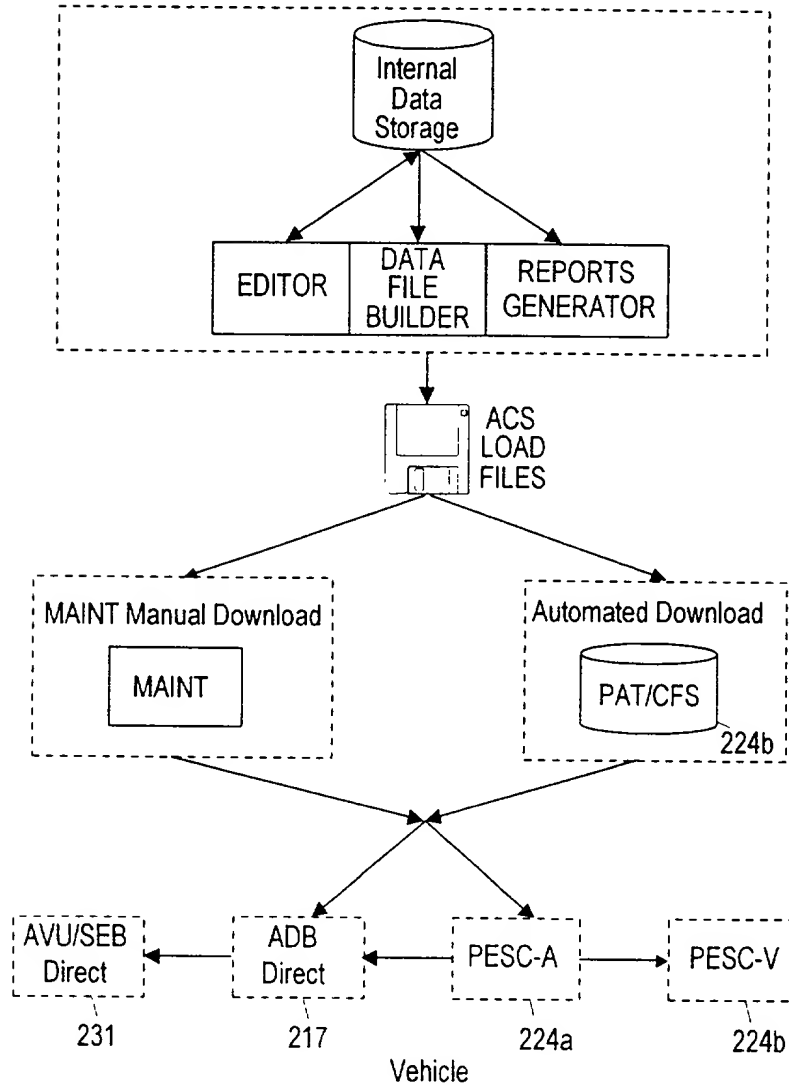 Internal
Data
Storage
EDITOR
DATA
FILE
BUILDER
REPORTS
GENERATOR
ACS
LOAD
FILES
MAINT Manual Download
MAINT
Automated Download
PAT/CFS
224b
AVU/SEB
Direct
ADB
Direct
PESC-A
PESC-V
231
217
224a
224b
Vehicle